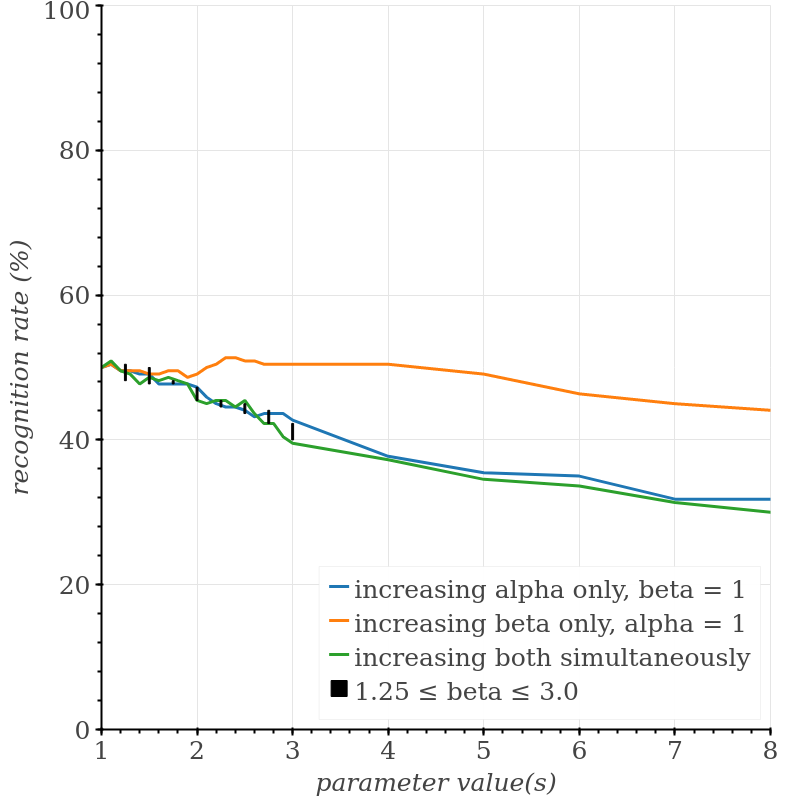 100
80
60
40
20
0
recognition rate (%)
1 2 3 4 5 6 7 8
parameter value(s)
increasing alpha only, beta = 1
increasing beta only, alpha = 1
increasing both simultaneously
1.25 ≤ beta ≤ 3.0